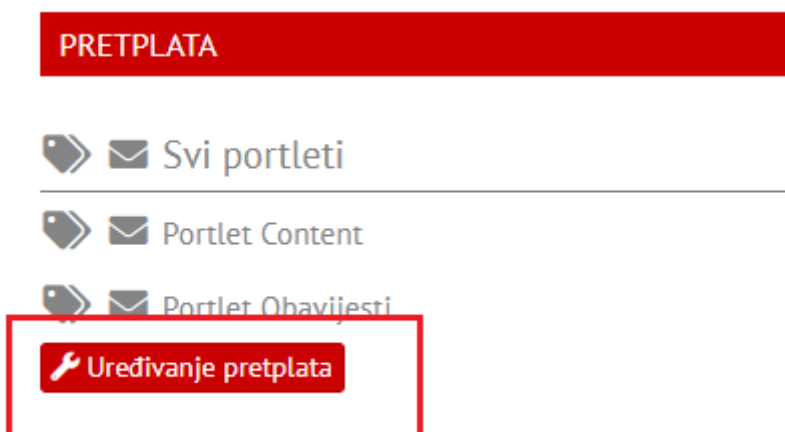 PRETPLATA
Svi portleti
Portlet Content
Portlet Obavijesti
Uređivanje pretplata